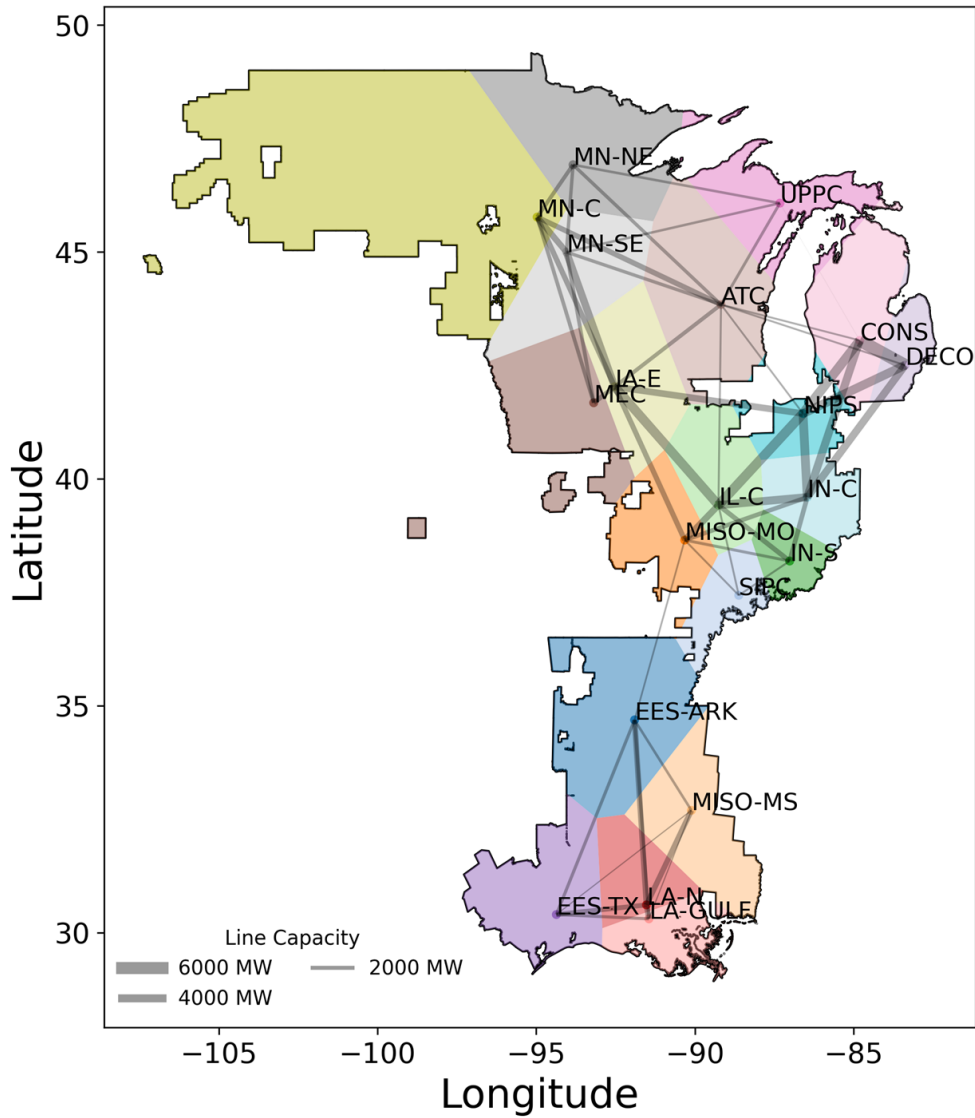 50
MN-NE
UPPC
MN-C
MN-SE
45
ATC
CONS
DECO
IA-E
MEC
NIPS
40
IL-C
IN-C
MISO-MO
IN-S
SIPC
Latitude
35
EES-ARK
MISO-MS
LA-N
EES-TX
LA-GULF
30
Line Capacity
6000 MW
2000 MW
4000 MW
−105
−100
−95
−90
−85
Longitude